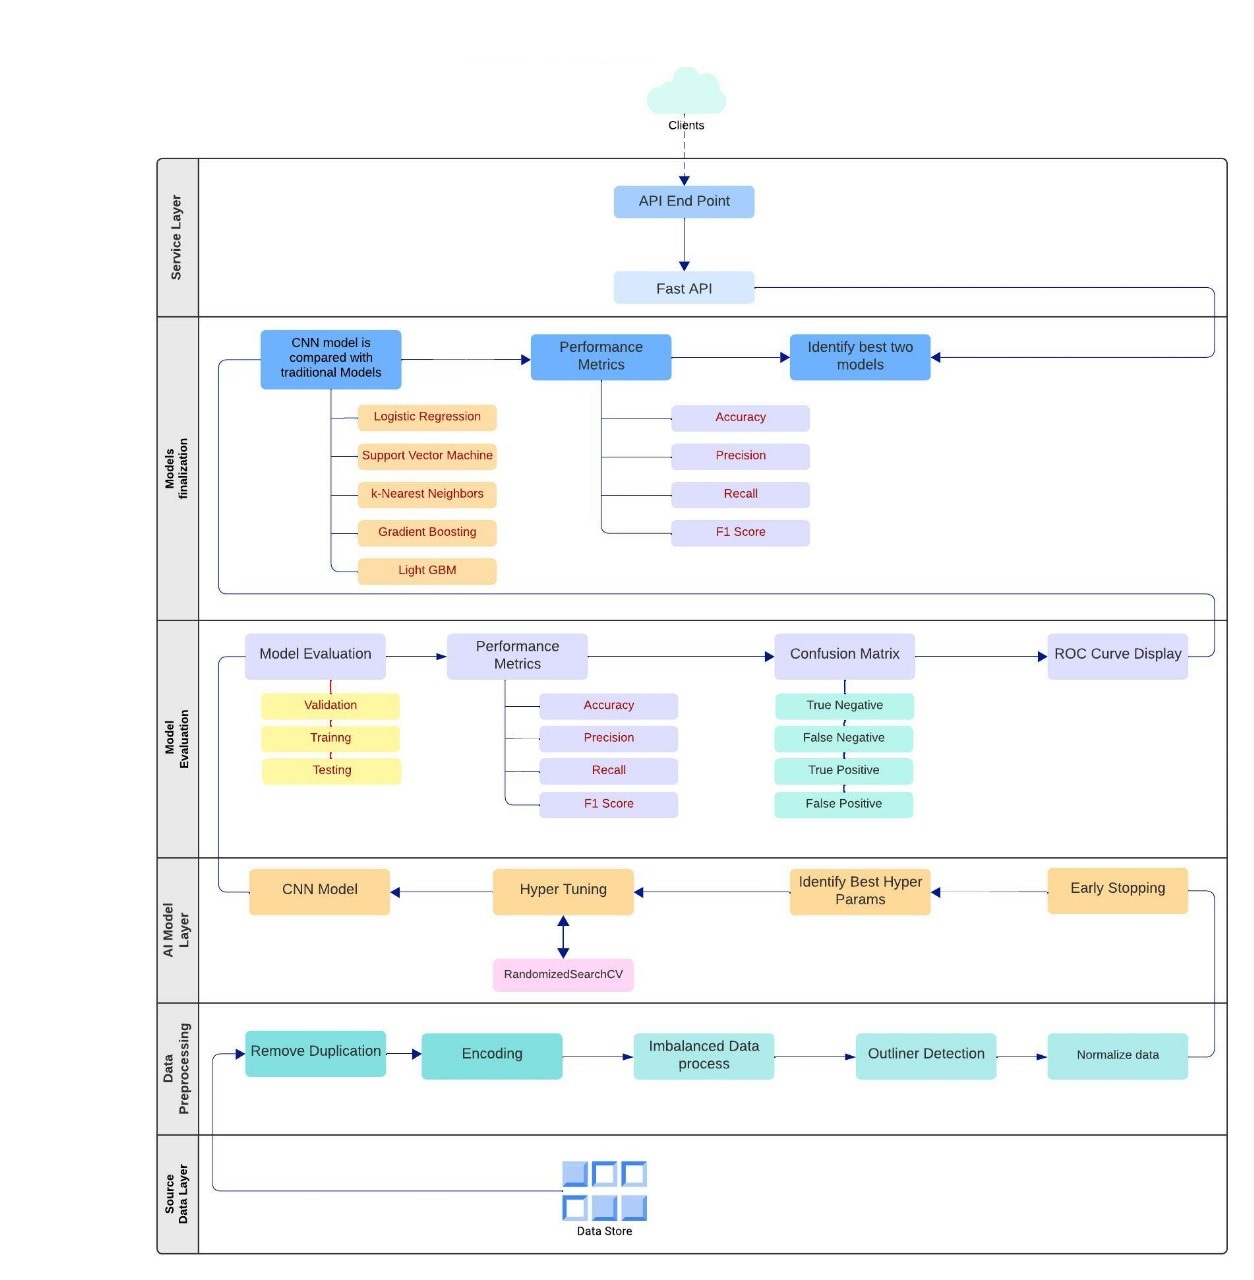 Clients
Service Layer
API End Point
Fast API
Models
finalization
CNN model is
compared with
traditional Models
Performance
Metrics
Identify best two
models
Logistic Regression
Support Vector Machine
k-Nearest Neighbors
Gradient Boosting
Light GBM
Accuracy
Precision
Recall
F1 Score
Model
Evaluation
Model Evaluation
Performance
Metrics
Confusion Matrix
ROC Curve Display
Validation
Trainng
Testing
Accuracy
Precision
Recall
F1 Score
True Negative
False Negative
True Positive
False Positive
AI Model
Layer
CNN Model
Hyper Tuning
Identify Best Hyper
Params
Early Stopping
RandomizedSearchCV
Data
Preprocessing
Remove Duplication
Encoding
Imbalanced Data
process
Outliner Detection
Normalize data
Source
Data Layer
Data Store